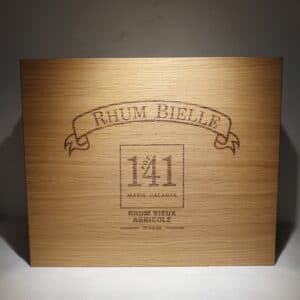 RHUM BIELLE
141
MARIE-GALANTE
RHUM VIEUX
AGRICOLE